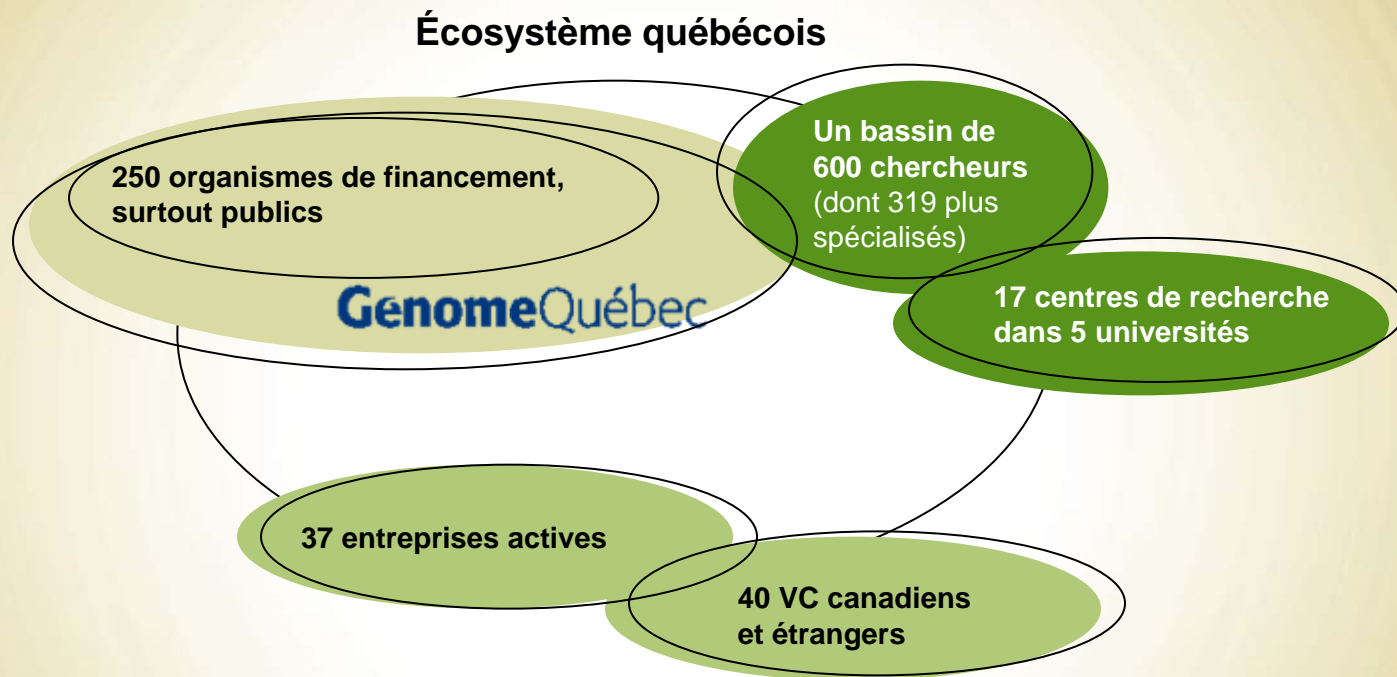 Écosystème québécois
250 organismes de financement,
surtout publics
GenomeQuébec
Un bassin de
600 chercheurs
(dont 319 plus
spécialisés)
17 centres de recherche
dans 5 universités
37 entreprises actives
40 VC canadiens
et étrangers